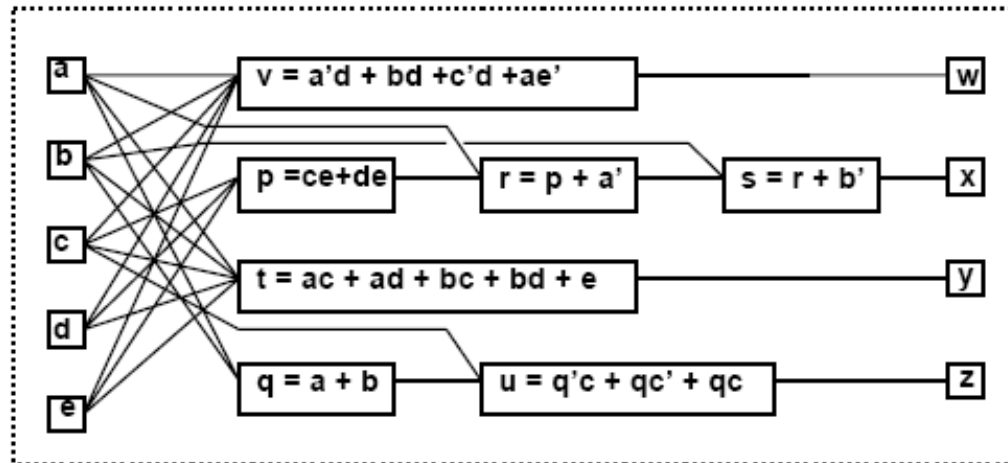 a
v = a'd + bd +c'd +ae'
w
b
p =ce+de
r = p + a'
s = r + b'
x
c
t = ac + ad + bc + bd + e
y
d
q = a + b
u = q'c + qc' + qc
z
e